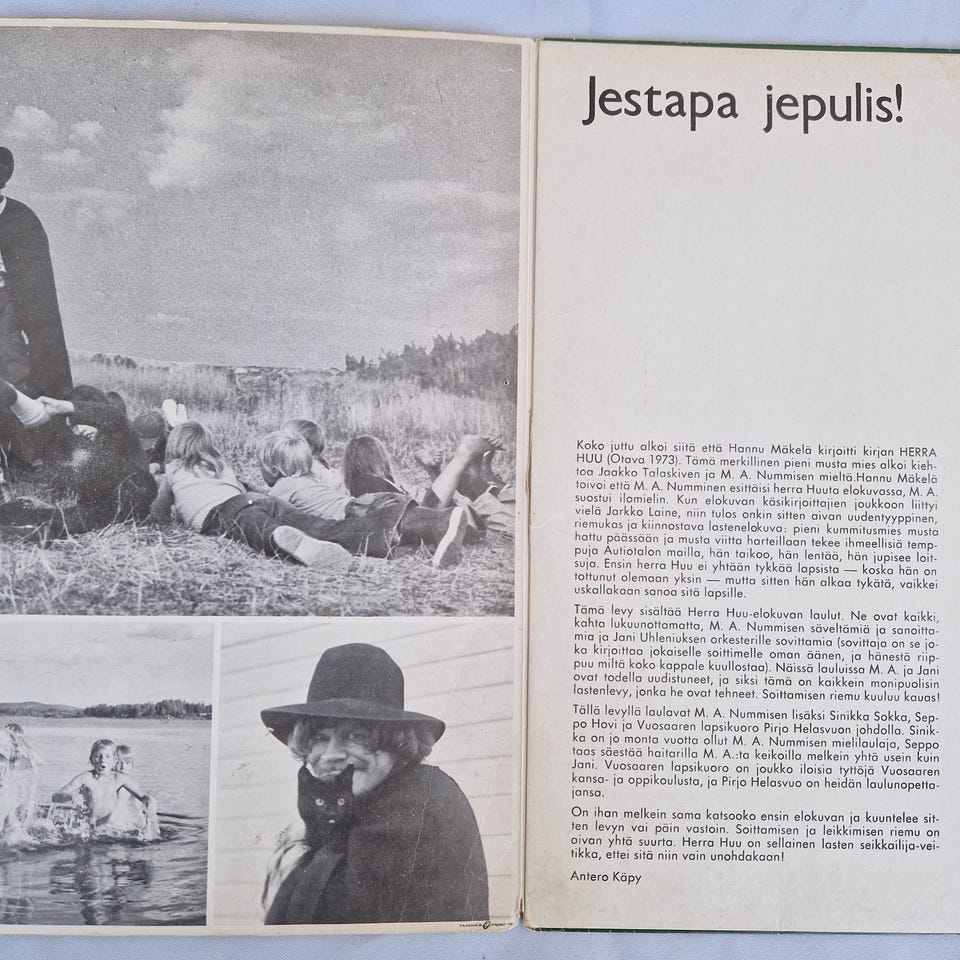 Jestapa jepulis!
Koko juttu alkoi siitä että Hannu Mäkelä kirjoitti kirjan HERRA
HUU (Otava 1973). Tämä merkillinen pieni musta mies alkoi kieh-
toa Jaakko Talaskiven ja M. A. Nummisen mieltä.Hannu Mäkelä
toivoi että M. A. Numminen esittäisi herra Huuta elokuvassa, M. A.
suostui ilomielin. Kun elokuvan käsikirjoittajien joukkoon liittyi
vielä Jarkko Laine, niin tulos onkin sitten aivan uudentyyppinen,
riemukas ja kiinnostava lastenelokuva: pieni kummitusmies musta
hattu päässään ja musta viitta harteillaan tekee ihmeellisiä temp-
puja Autiotalon mailla, hän taikoo, hän lentää, hän jupisee loit-
suja. Ensin herra Huu ei yhtään tykkää lapsista — koska hän on
tottunut olemaan yksin — mutta sitten hän alkaa tykätä, vaikkei
uskallakaan sanoa sitä lapsille.
Tämä levy sisältää Herra Huu-elokuvan laulut. Ne ovat kaikki,
kahta lukuunottamatta, M. A. Nummisen säveltämiä ja sanoitta-
mia ja Jani Uhleniuksen orkesterille sovittamia (sovittaja on se jo-
ka kirjoittaa jokaiselle soittimelle oman äänen, ja hänestä riip-
puu miltä koko kappale kuullostaa). Näissä lauluissa M. A. ja Jani
ovat todella uudistuneet, ja siksi tämä on kaikkein monipuolisin
lastenlevy, jonka he ovat tehneet. Soittamisen riemu kuuluu kauas!
Tällä levyllä laulavat M. A. Nummisen lisäksi Sinikka Sokka, Sep-
po Hovi ja Vuosaaren lapsikuoro Pirjo Helasvuon johdolla. Sinik-
ka on jo monta vuotta ollut M. A. Nummisen mielilaulaja, Seppo
taas säestää haitarilla M. A.:ta keikoilla melkein yhtä usein kuin
Jani. Vuosaaren lapsikuoro on joukko iloisia tyttöjä Vuosaaren
kansa- ja oppikoulusta, ja Pirjo Helasvuo on heidän laulunopetta-
jansa.
On ihan melkein sama katsooko ensin elokuvan ja kuuntelee sit-
ten levyn vai päin vastoin. Soittamisen ja leikkimisen riemu on
aivan yhtä suurta. Herra Huu on sellainen lasten seikkailija-vei-
tikka, ettei sitä niin vain unohdakaan!
Antero Käpy